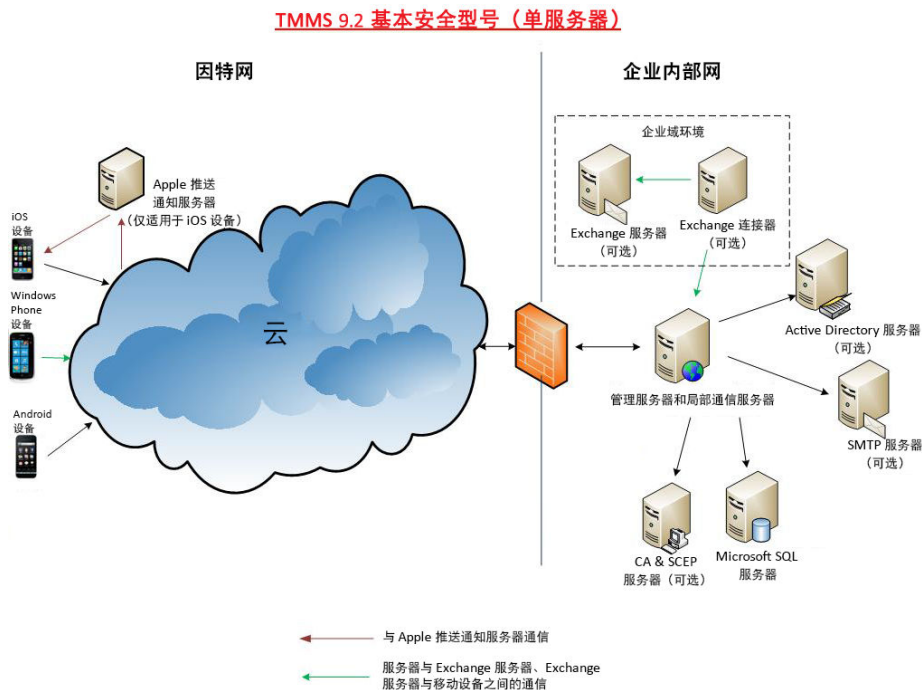 TMMS 9.2 基本安全型号（单服务器）
因特网
企业内部网
企业域环境
Apple 推送
通知服务器
（仅适用于 iOS 设备）
iOS
设备
Exchange 服务器
（可选）
Exchange 连接器
（可选）
Windows
Phone
设备
云
Active Directory 服务器
（可选）
管理服务器和局部通信服务器
Android
设备
SMTP 服务器
（可选）
CA & SCEP
服务器（可选）
Microsoft SQL
服务器
与 Apple 推送通知服务器通信
服务器与 Exchange 服务器、Exchange
服务器与移动设备之间的通信